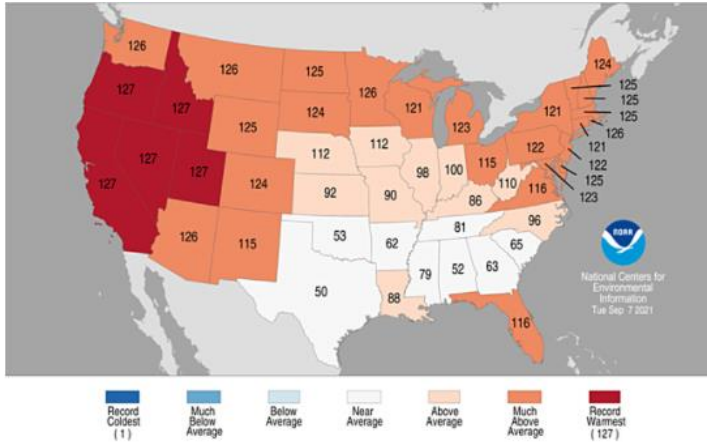 126
127
127
127
127
127
126
125
126
125
124
124
115
125
124
112
92
53
50
126
112
90
62
88
121
98
123
100
115
86
81
79
52
63
65
96
110
116
116
122
121
124
125
125
125
126
121
122
125
123
NOAA
National Centers for
Environmental
Information
Tue Sep 7 2021
Record
Coldest
(1)
Much
Below
Average
Below
Average
Near
Average
Above
Average
Much
Above
Average
Record
Warmest
(127)